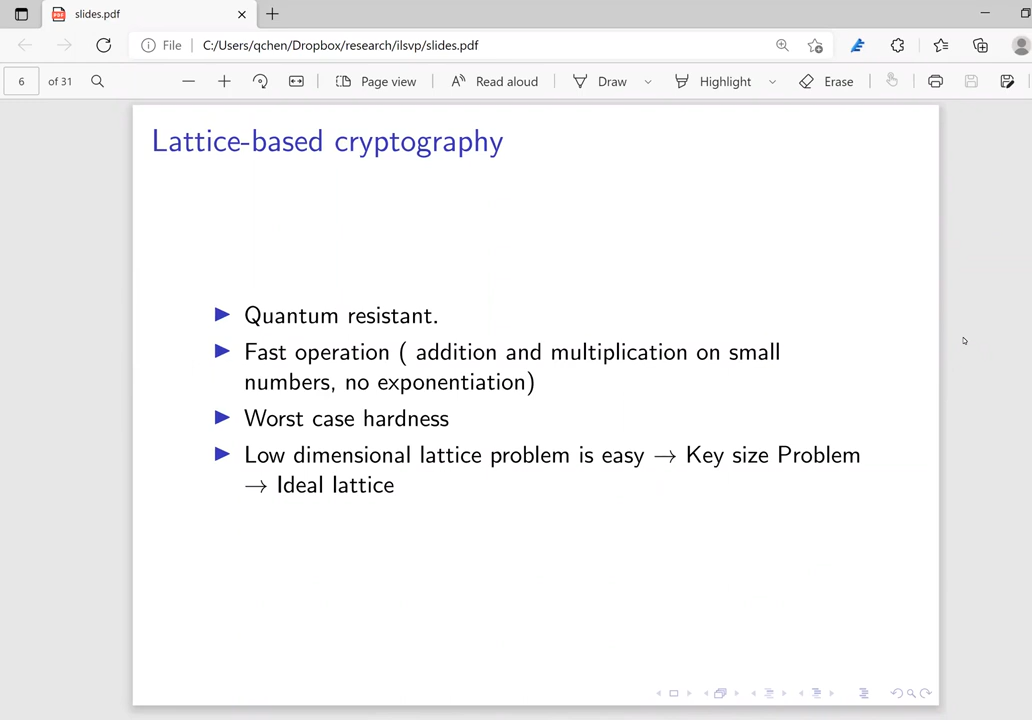 slides.pdf
File C:/Users/qchen/Dropbox/research/ilsvp/slides.pdf
6 of 31 Page view Read aloud Draw Highlight Erase
Lattice-based cryptography
Quantum resistant.
Fast operation ( addition and multiplication on small
numbers, no exponentiation)
Worst case hardness
Low dimensional lattice problem is easy → Key size Problem
→ Ideal lattice